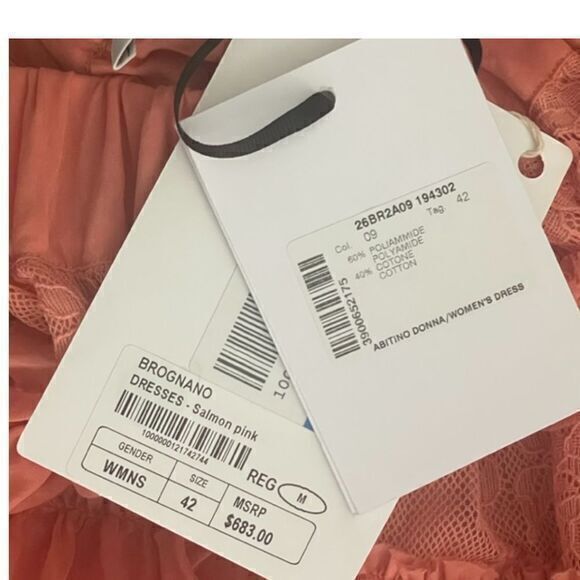 26BR2A09 194302
Col. 09 Tag. 42
60% POLIAMMIDE
POLYAMIDE
40% COTONE
COTTON
3900652175
ABITINO DONNA/WOMEN'S DRESS
100
BROGNANO
DRESSES - Salmon pink
1000000121742744
REG M
GENDER SIZE MSRP
WMNS 42 $683.00